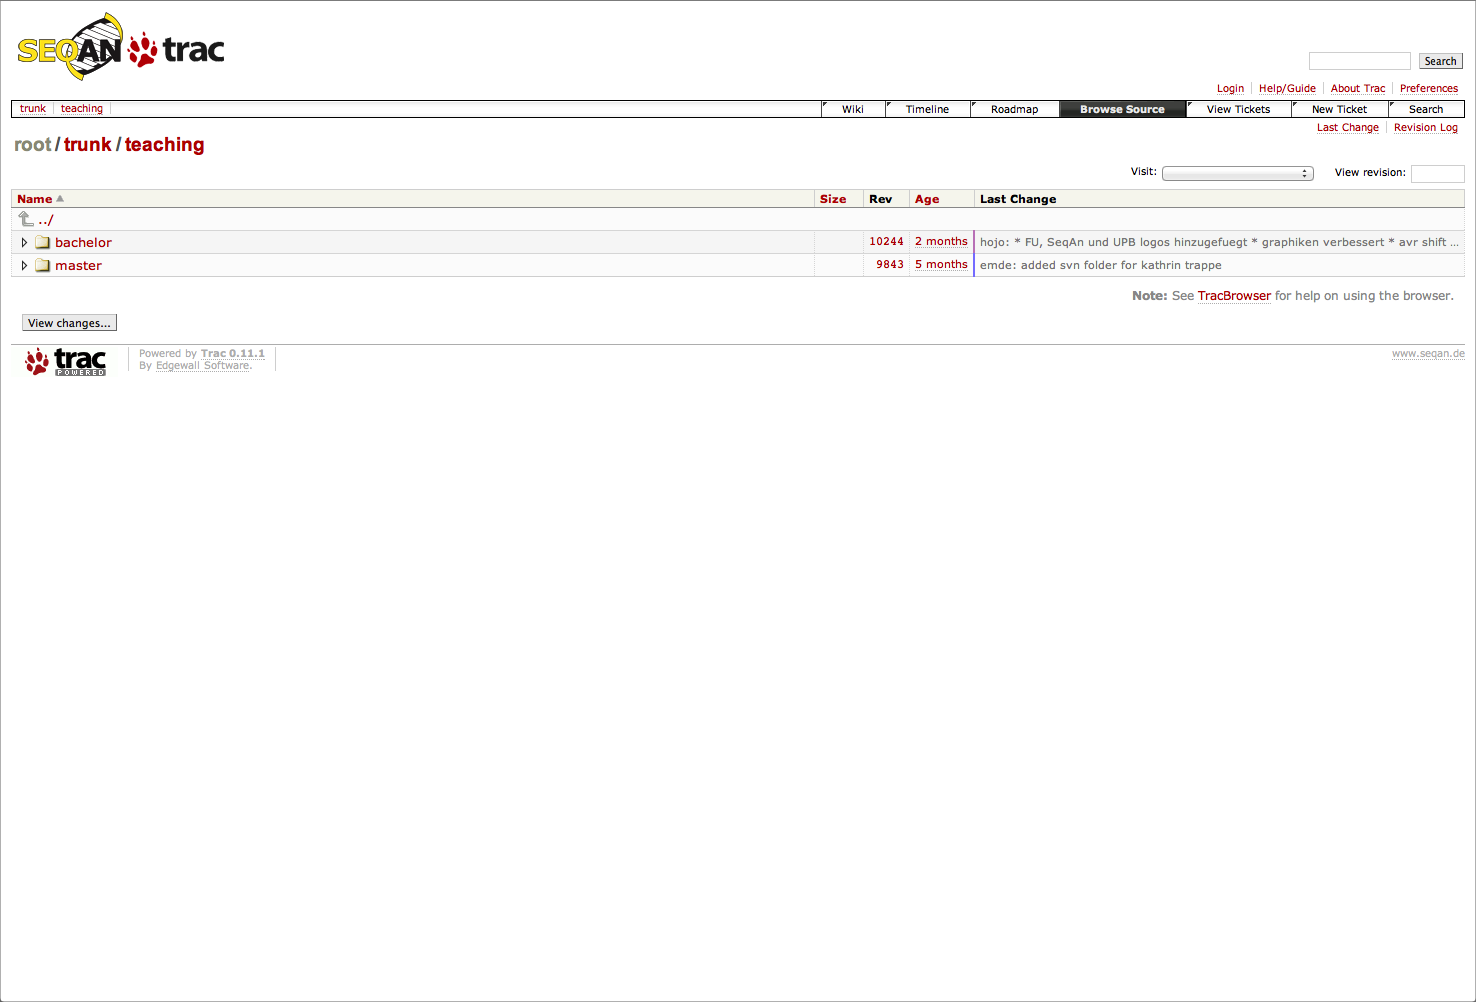 SEQAN trac
Search
Login Help/Guide About Trac Preferences
trunk teaching Wiki Timeline Roadmap Browse Source View Tickets New Ticket Search
Last Change Revision Log
root/trunk/teaching
Visit: View revision:
Name Size Rev Age Last Change
../
bachelor 10244 2 months hojo: * FU, SeqAn und UPB logos hinzugefuegt * graphiken verbessert * avr shift ...
master 9843 5 months emde: added svn folder for kathrin trappe
Note: See TracBrowser for help on using the browser.
View changes...
trac POWERED
Powered by Trac 0.11.1
By Edgewall Software.
www.seqan.de